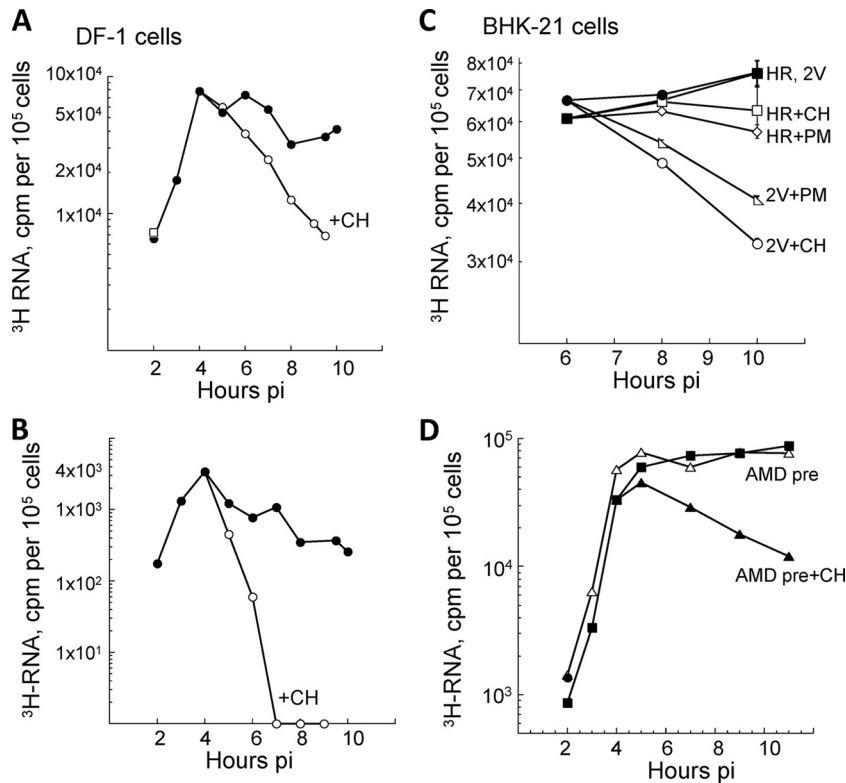 A
DF-1 cells
³H RNA, cpm per 10⁵ cells
10x10⁴
5x10⁴
2x10⁴
1x10⁴
+CH
2 4 6 8 10
Hours pi
B
³H-RNA, cpm per 10⁵ cells
4x10³
1x10³
1x10²
1x10¹
+CH
2 4 6 8 10
Hours pi
C
BHK-21 cells
³H RNA, cpm per 10⁵ cells
8x10⁴
7x10⁴
6x10⁴
5x10⁴
4x10⁴
3x10⁴
HR, 2V
HR+CH
HR+PM
2V+PM
2V+CH
6 7 8 9 10
Hours pi
D
³H-RNA, cpm per 10⁵ cells
10⁵
10⁴
10³
AMD pre
AMD pre+CH
2 4 6 8 10
Hours pi